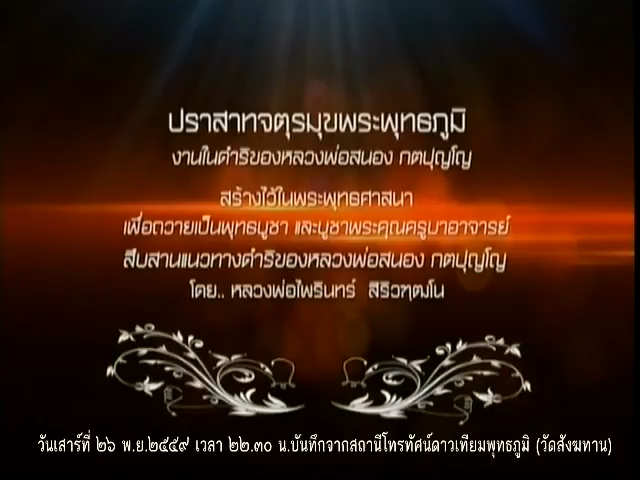 ปราสาทจตุรมุขพระพุทธภูมิ
งานในดำริของหลวงพ่อสนอง กตปุญโญ
สร้างไว้ในพระพุทธศาสนา
เพื่อถวายเป็นพุทธบูชา และบูชาพระคุณครูบาอาจารย์
สืบสานแนวทางดำริของหลวงพ่อสนอง กตปุญโญ
โดย.. หลวงพ่อไพรินทร์ สิริวฑฺฒโน
วันเสาร์ที่ ๒๖ พ.ย.๒๕๕๙ เวลา ๒๒.๓๐ น.บันทึกจากสถานีโทรทัศน์ดาวเทียมพุทธภูมิ (วัดสังฆทาน)